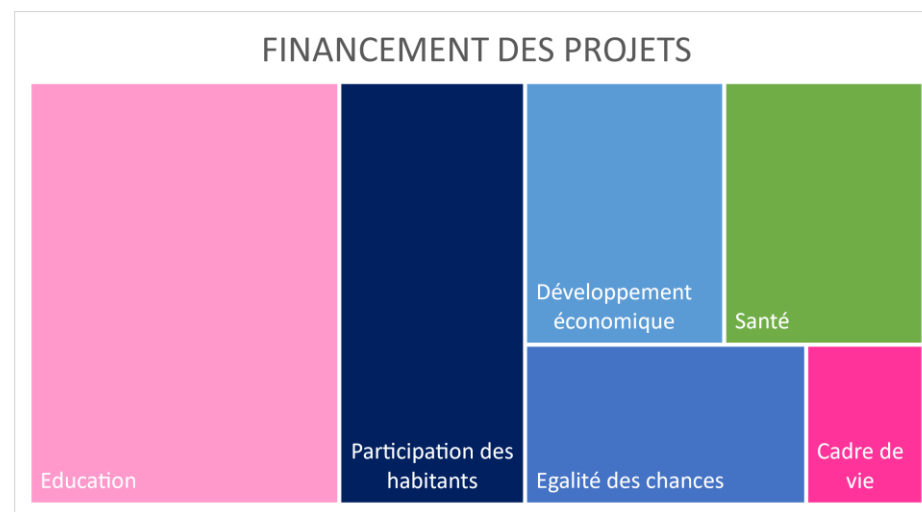 FINANCEMENT DES PROJETS
Education
Participation des
habitants
Développement
économique
Santé
Egalité des chances
Cadre de
vie